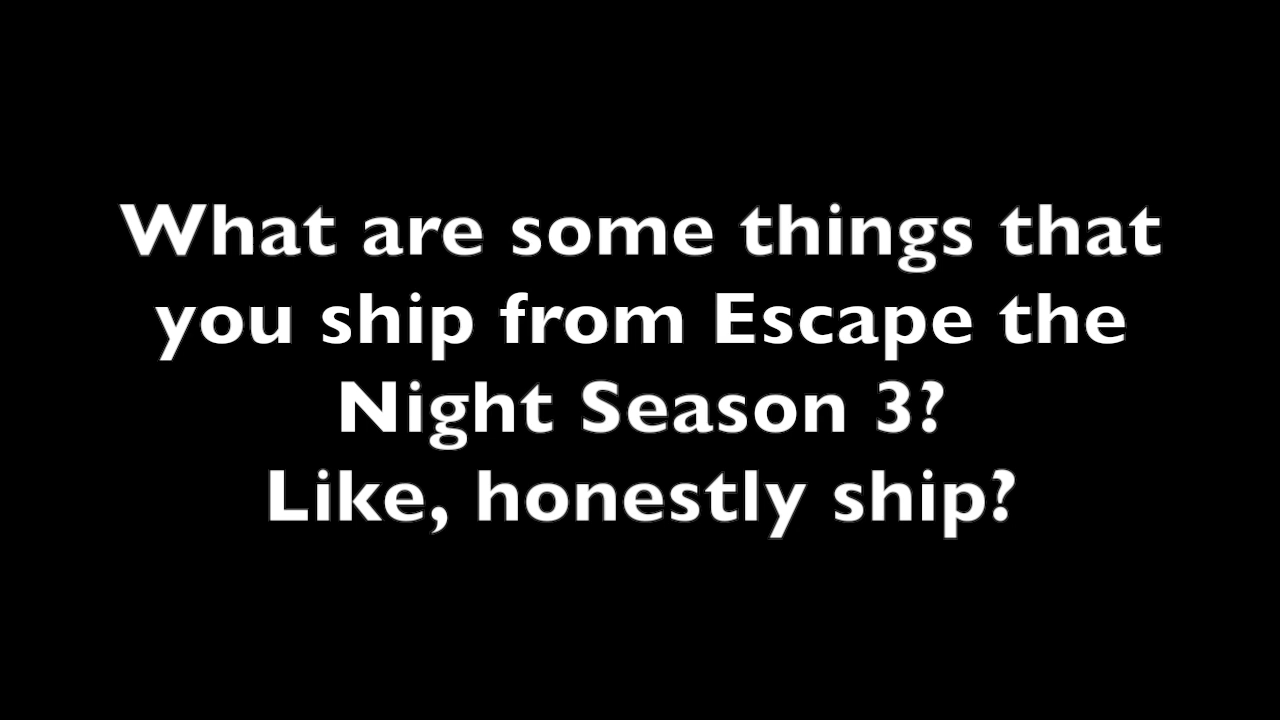 What are some things that
you ship from Escape the
Night Season 3?
Like, honestly ship?